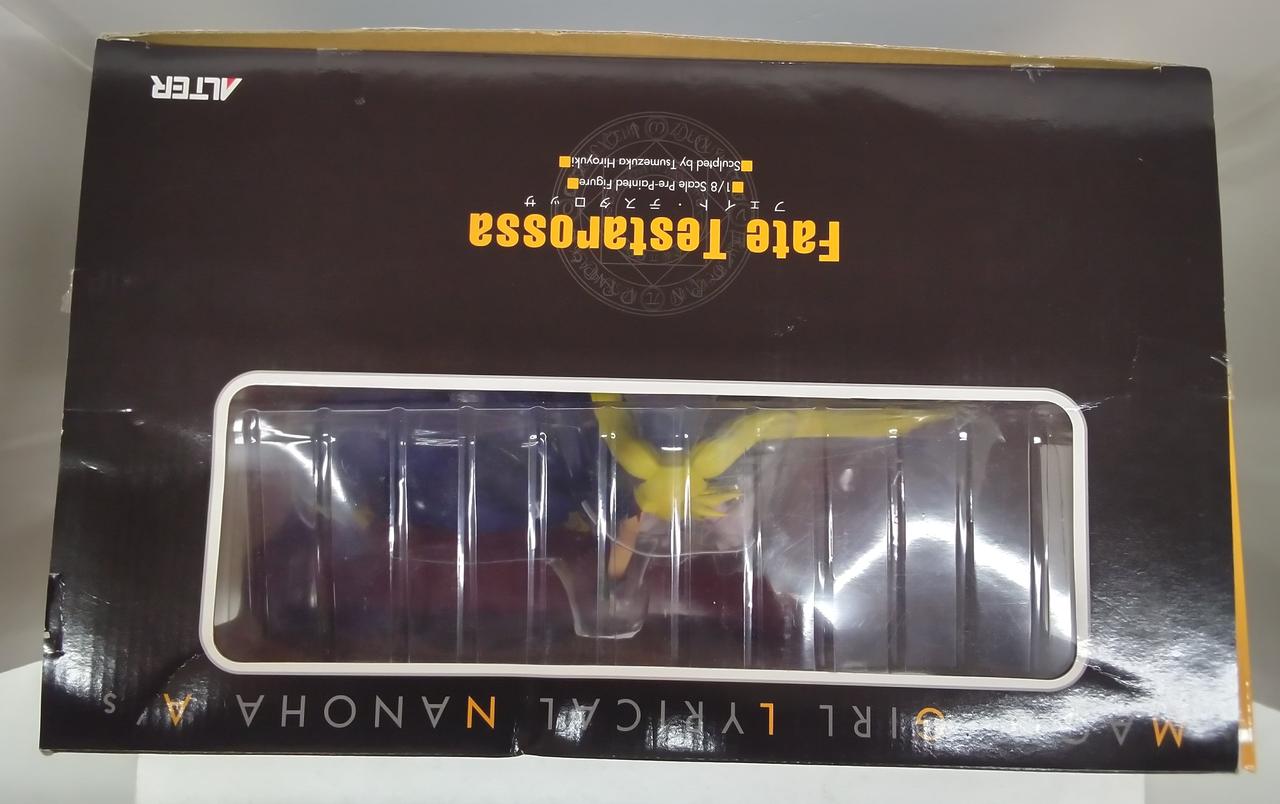 MAGICAL GIRL LYRICAL NANOHA A's
Fate Testarossa
フェイト・テスタロッサ
1/8 Scale Pre-Painted Figure
Sculpted by Tsumezuka Hiroyuki
ALTER